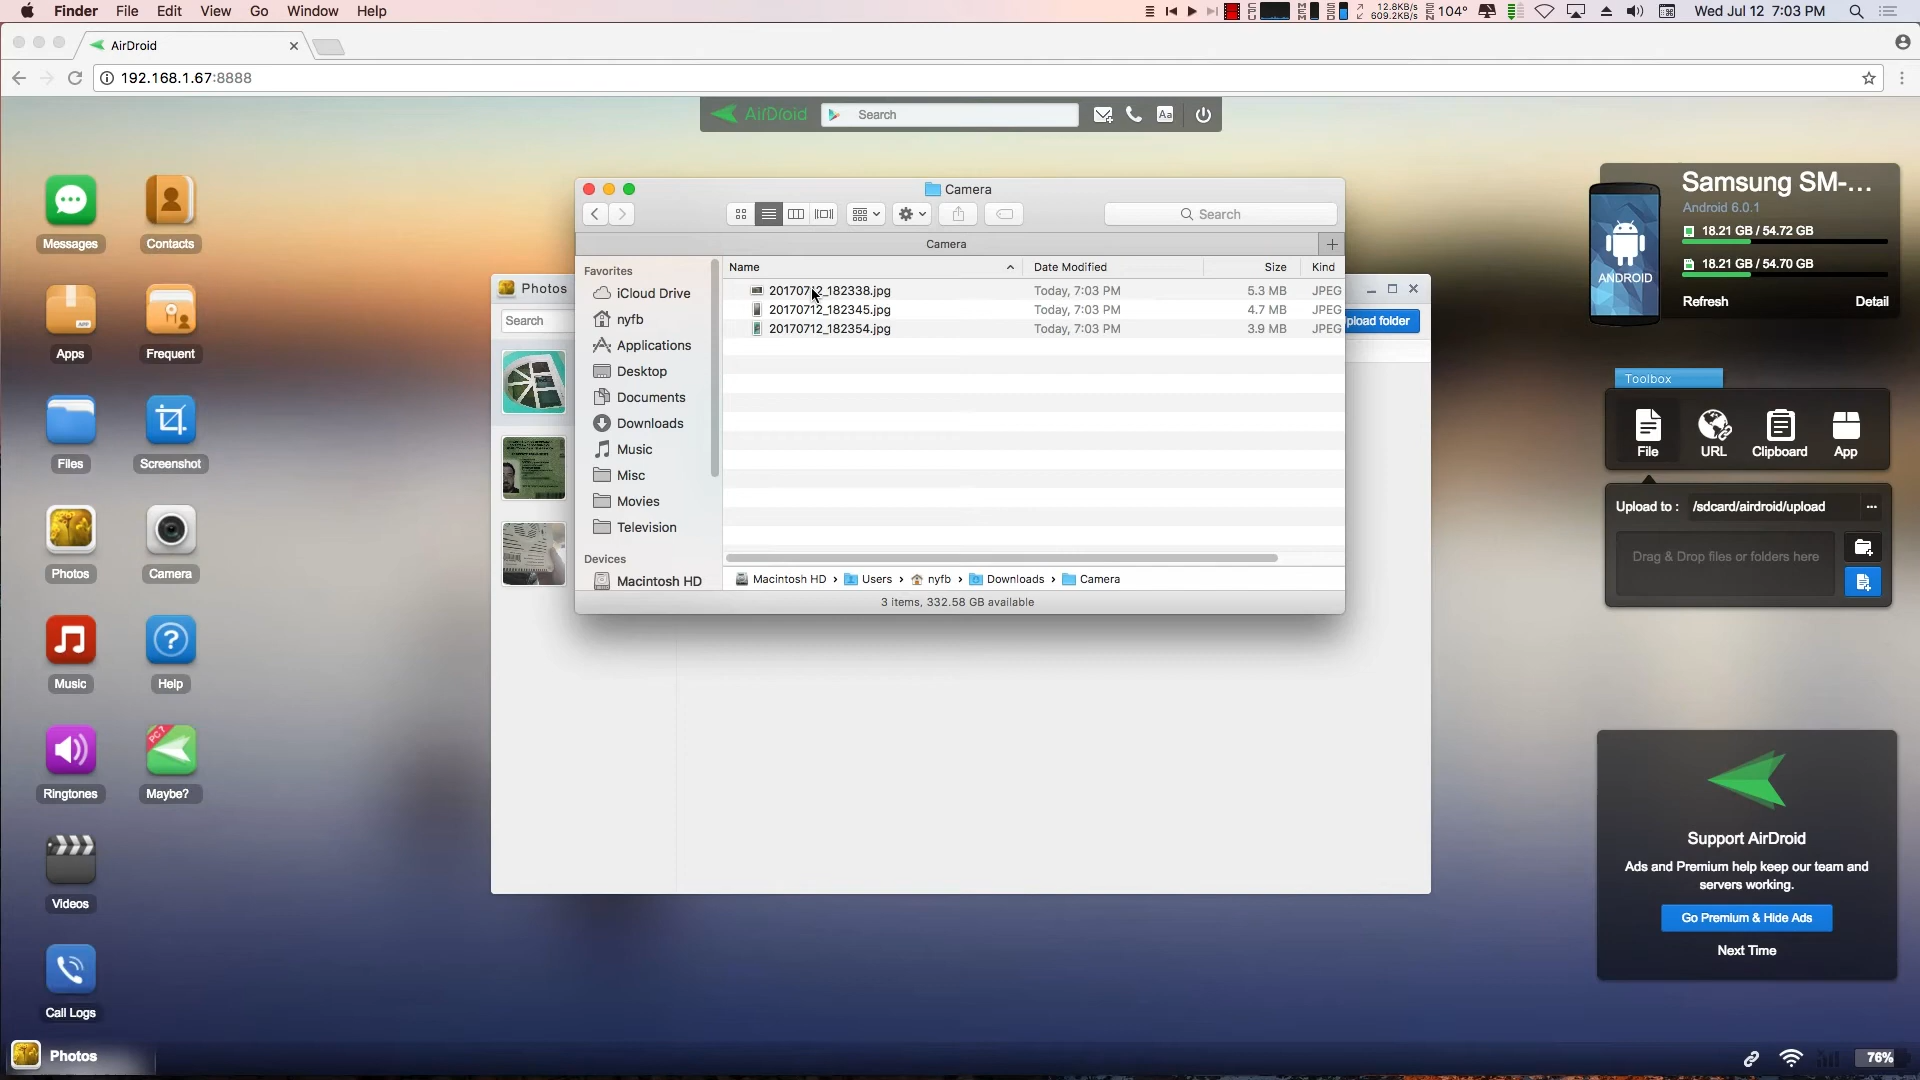 Finder File Edit View Go Window Help
12.8KB/s
609.2KB/s
104° Wed Jul 12 7:03 PM
AirDroid
192.168.1.67:8888
AirDroid Search Aa
Messages Contacts
Apps Frequent
Files Screenshot
Photos Camera
Music Help
Ringtones PC?
Maybe?
Videos
Call Logs
Photos
Photos
Search
Camera
Search
Camera
Favorites
iCloud Drive
nyfb
Applications
Desktop
Documents
Downloads
Music
Misc
Movies
Television
Devices
Macintosh HD
Name Date Modified Size Kind
20170712_182338.jpg Today, 7:03 PM 5.3 MB JPEG
20170712_182345.jpg Today, 7:03 PM 4.7 MB JPEG
20170712_182354.jpg Today, 7:03 PM 3.9 MB JPEG
Macintosh HD › Users › nyfb › Downloads › Camera
3 items, 332.58 GB available
pload folder
Samsung SM-...
Android 6.0.1
18.21 GB / 54.72 GB
18.21 GB / 54.70 GB
ANDROID
Refresh Detail
Toolbox
File URL Clipboard App
Upload to : /sdcard/airdroid/upload ...
Drag & Drop files or folders here
Support AirDroid
Ads and Premium help keep our team and
servers working.
Go Premium & Hide Ads
Next Time
76%